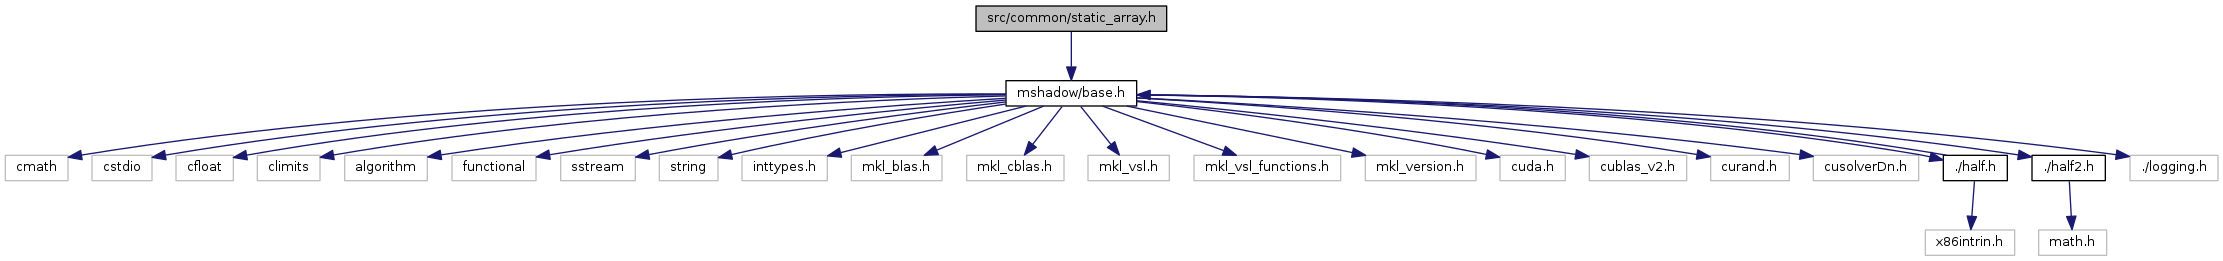 src/common/static_array.h
mshadow/base.h
cmath
cstdio
cfloat
climits
algorithm
functional
sstream
string
inttypes.h
mkl_blas.h
mkl_cblas.h
mkl_vsl.h
mkl_vsl_functions.h
mkl_version.h
cuda.h
cublas_v2.h
curand.h
cusolverDn.h
./half.h
./half2.h
./logging.h
x86intrin.h
math.h